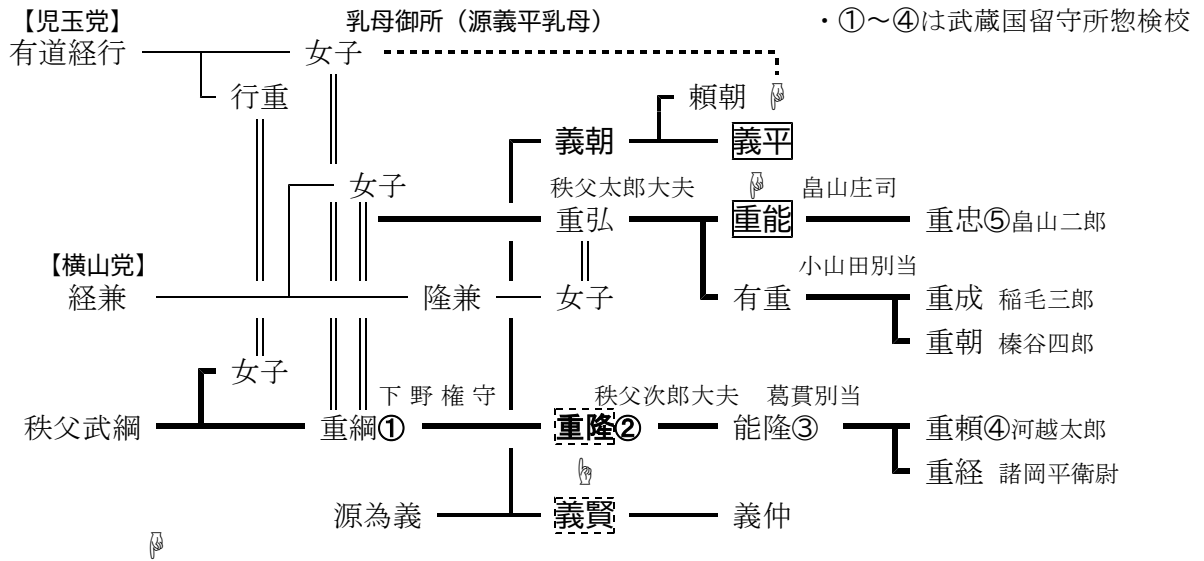 【児玉党】 乳母御所（源義平乳母） ・①～④は武蔵国留守所惣検校
有道経行 女子
行重 頼朝
義朝 義平
女子 秩父太郎大夫 畠山庄司
重弘 重能 重忠⑤畠山二郎
【横山党】 小山田別当
経兼 隆兼 女子 有重 重成 稲毛三郎
重朝 榛谷四郎
女子
下野権守 秩父次郎大夫 葛貫別当
秩父武綱 重綱① 重隆② 能隆③ 重頼④河越太郎
重経 諸岡平衛尉
源為義 義賢 義仲